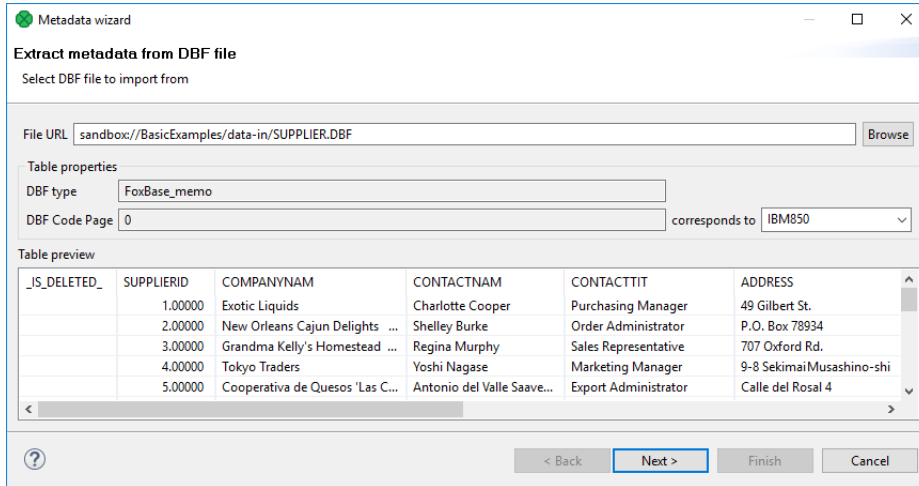 Metadata wizard
Extract metadata from DBF file
Select DBF file to import from
File URL sandbox://BasicExamples/data-in/SUPPLIER.DBF Browse
Table properties
DBF type FoxBase_memo
DBF Code Page 0 corresponds to IBM850
Table preview
_IS_DELETED_ SUPPLIERID COMPANYNAM CONTACTNAM CONTACTTIT ADDRESS
1.00000 Exotic Liquids Charlotte Cooper Purchasing Manager 49 Gilbert St.
2.00000 New Orleans Cajun Delights ... Shelley Burke Order Administrator P.O. Box 78934
3.00000 Grandma Kelly's Homestead ... Regina Murphy Sales Representative 707 Oxford Rd.
4.00000 Tokyo Traders Yoshi Nagase Marketing Manager 9-8 SekimaiMusashino-shi
5.00000 Cooperativa de Quesos 'Las C... Antonio del Valle Saave... Export Administrator Calle del Rosal 4
? < Back Next > Finish Cancel